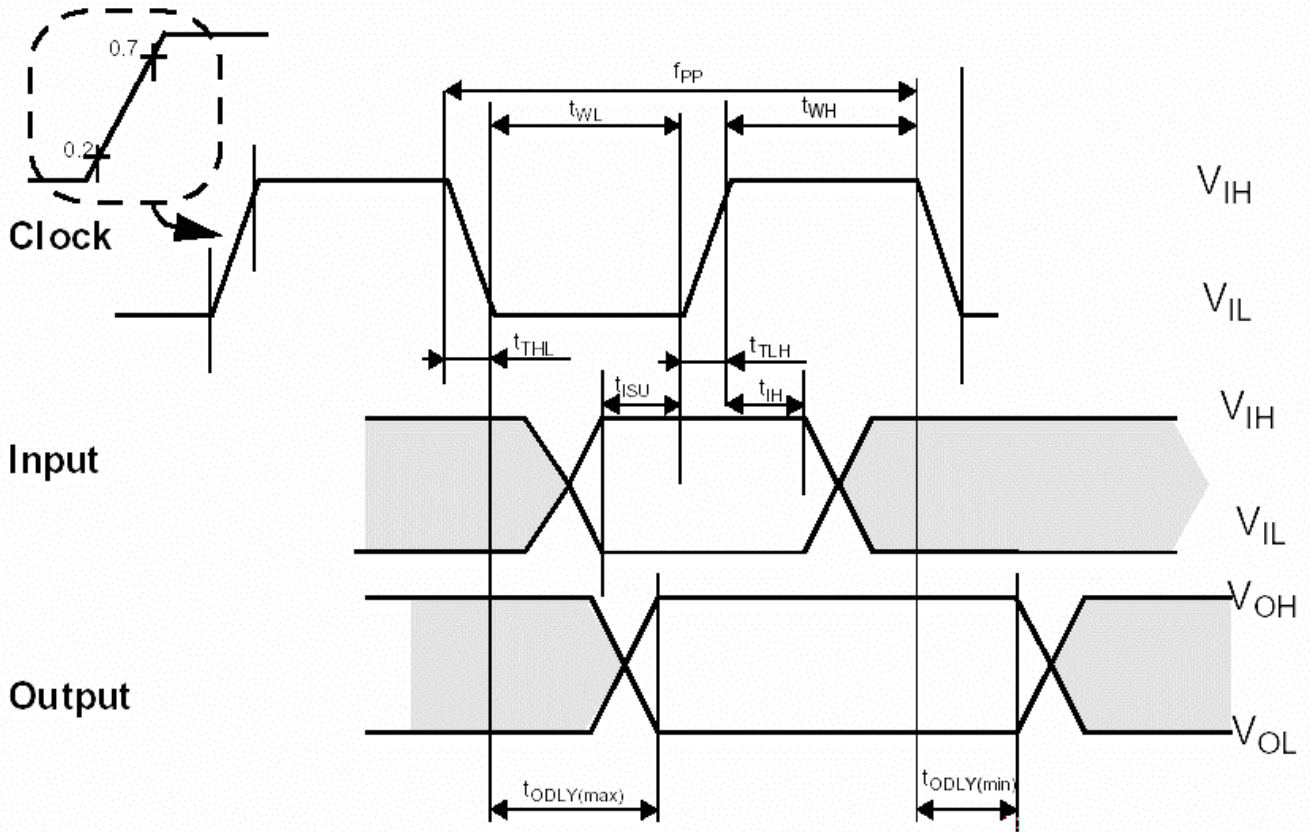 0.7
0.2
fPP
tWL
tWH
VIH
Clock
VIL
tTHL
tTLH
tISU
tIH
VIH
Input
VIL
VOH
Output
VOL
tODLY(max)
tODLY(min)